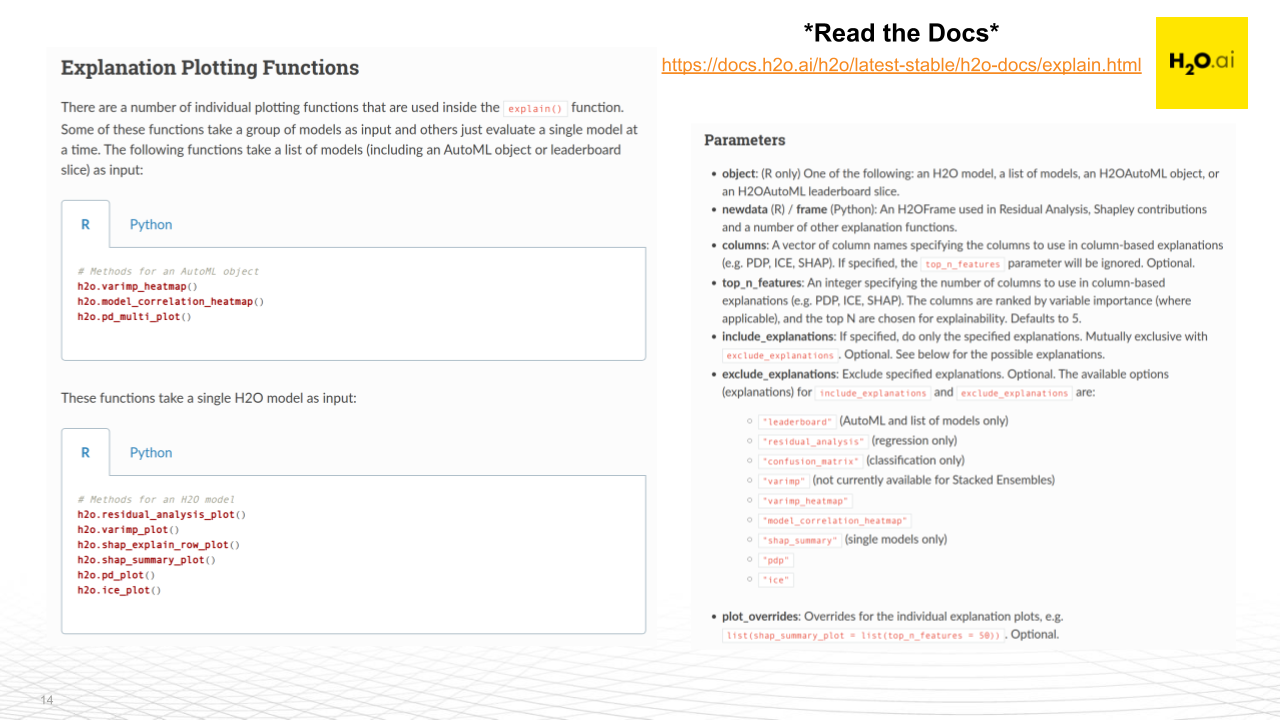 *Read the Docs*
https://docs.h2o.ai/h2o/latest-stable/h2o-docs/explain.html
H2O.ai
Explanation Plotting Functions
There are a number of individual plotting functions that are used inside the explain() function.
Some of these functions take a group of models as input and others just evaluate a single model at
a time. The following functions take a list of models (including an AutoML object or leaderboard
slice) as input:
R
Python
# Methods for an AutoML object
h2o.varimp_heatmap()
h2o.model_correlation_heatmap()
h2o.pd_multi_plot()
These functions take a single H2O model as input:
R
Python
# Methods for an H2O model
h2o.residual_analysis_plot()
h2o.varimp_plot()
h2o.shap_explain_row_plot()
h2o.shap_summary_plot()
h2o.pd_plot()
h2o.ice_plot()
Parameters
• object: (R only) One of the following: an H2O model, a list of models, an H2OAutoML object, or
an H2OAutoML leaderboard slice.
• newdata (R) / frame (Python): An H2OFrame used in Residual Analysis, Shapley contributions
and a number of other explanation functions.
• columns: A vector of column names specifying the columns to use in column-based explanations
(e.g. PDP, ICE, SHAP). If specified, the top_n_features parameter will be ignored. Optional.
• top_n_features: An integer specifying the number of columns to use in column-based
explanations (e.g. PDP, ICE, SHAP). The columns are ranked by variable importance (where
applicable), and the top N are chosen for explainability. Defaults to 5.
• include_explanations: If specified, do only the specified explanations. Mutually exclusive with
exclude_explanations . Optional. See below for the possible explanations.
• exclude_explanations: Exclude specified explanations. Optional. The available options
(explanations) for include_explanations and exclude_explanations are:
○ "leaderboard" (AutoML and list of models only)
○ "residual_analysis" (regression only)
○ "confusion_matrix" (classification only)
○ "varimp" (not currently available for Stacked Ensembles)
○ "varimp_heatmap"
○ "model_correlation_heatmap"
○ "shap_summary" (single models only)
○ "pdp"
○ "ice"
• plot_overrides: Overrides for the individual explanation plots, e.g.
list(shap_summary_plot = list(top_n_features = 50)) . Optional.
14